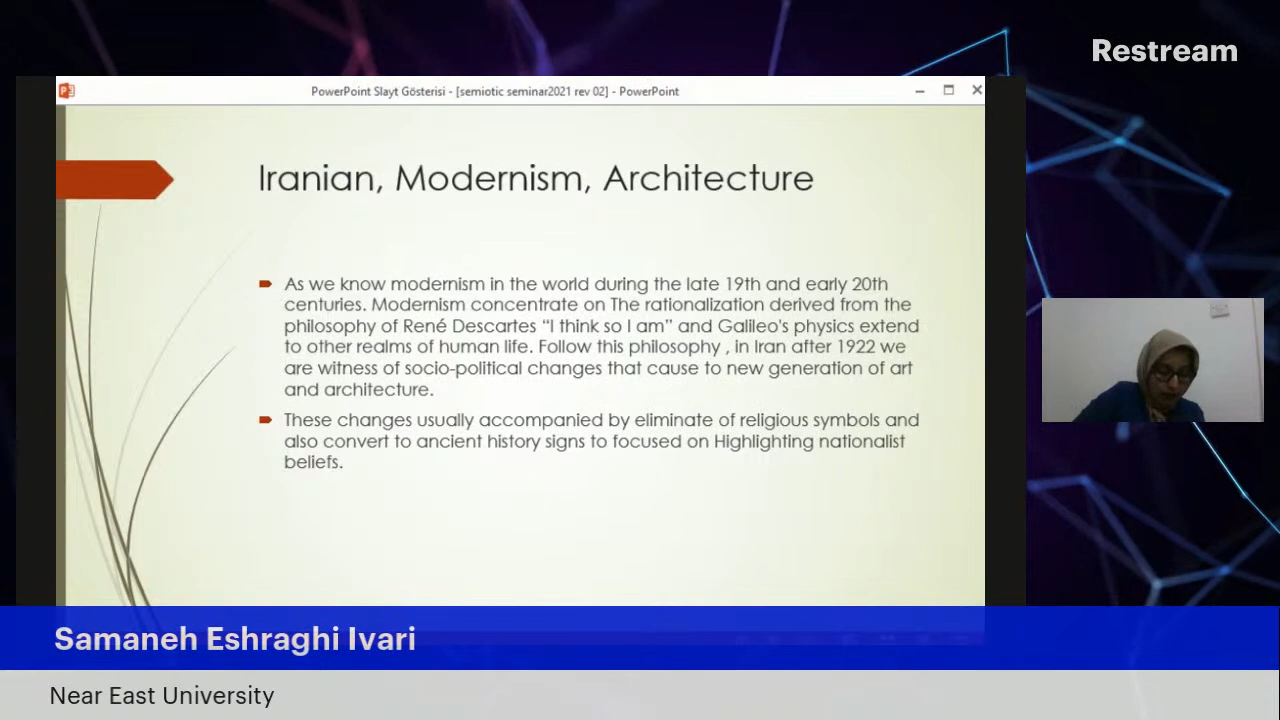 Restream
PowerPoint Slayt Gösterisi - [semiotic seminar2021 rev 02] - PowerPoint
Iranian, Modernism, Architecture
As we know modernism in the world during the late 19th and early 20th
centuries. Modernism concentrate on The rationalization derived from the
philosophy of René Descartes “I think so I am” and Galileo's physics extend
to other realms of human life. Follow this philosophy , in Iran after 1922 we
are witness of socio-political changes that cause to new generation of art
and architecture.
These changes usually accompanied by eliminate of religious symbols and
also convert to ancient history signs to focused on Highlighting nationalist
beliefs.
Samaneh Eshraghi Ivari
Near East University